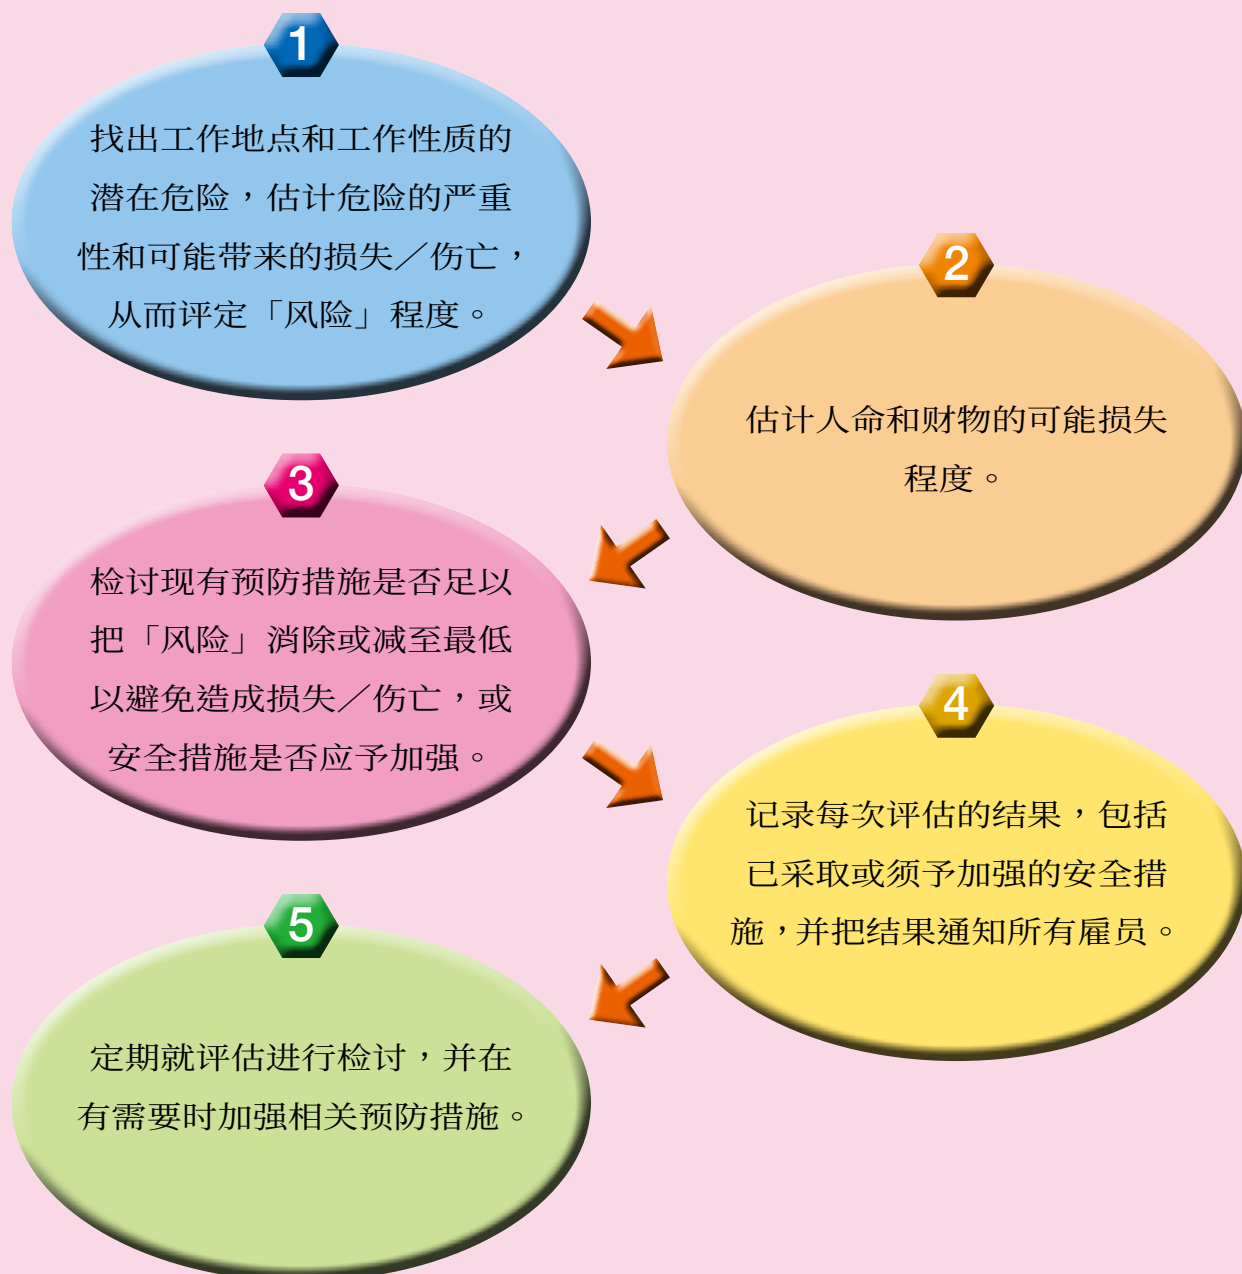 1
找出工作地点和工作性质的
潜在危险，估计危险的严重
性和可能带来的损失／伤亡，
从而评定「风险」程度。
2
估计人命和财物的可能损失
程度。
3
检讨现有预防措施是否足以
把「风险」消除或减至最低
以避免造成损失／伤亡，或
安全措施是否应予加强。
4
记录每次评估的结果，包括
已采取或须予加强的安全措
施，并把结果通知所有雇员。
5
定期就评估进行检讨，并在
有需要时加强相关预防措施。